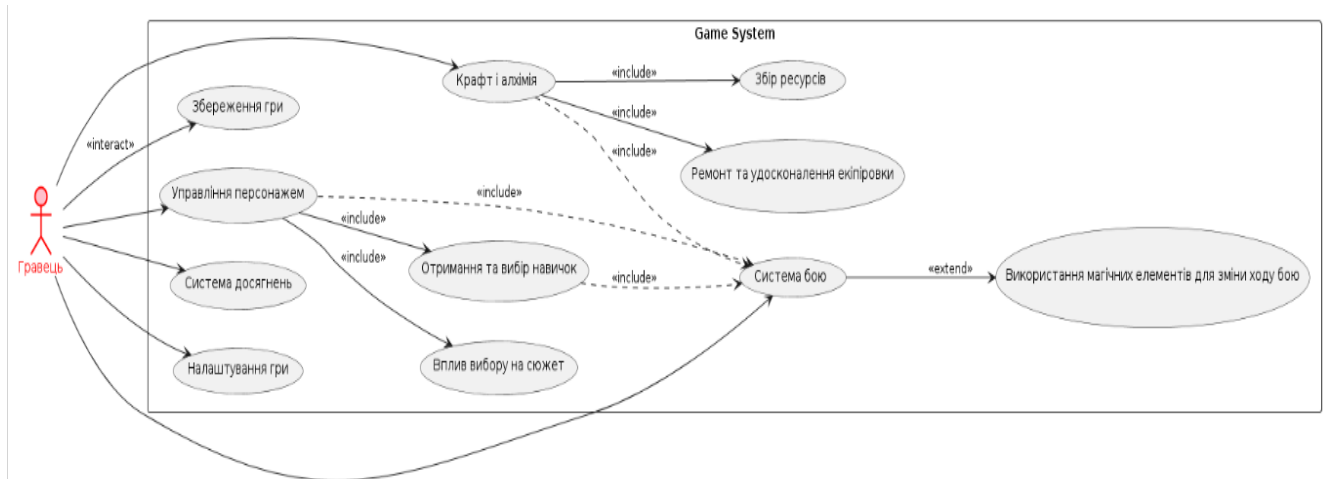 Game System
Крафт і алхімія
«include»
Збір ресурсів
Збереження гри
«include»
«interact»
«include»
Ремонт та удосконалення екіпіровки
Управління персонажем
«include»
«include»
Гравець
«include»
Отримання та вибір навичок
«include»
Система бою
«extend»
Використання магічних елементів для зміни ходу бою
Система досягнень
Налаштування гри
Вплив вибору на сюжет